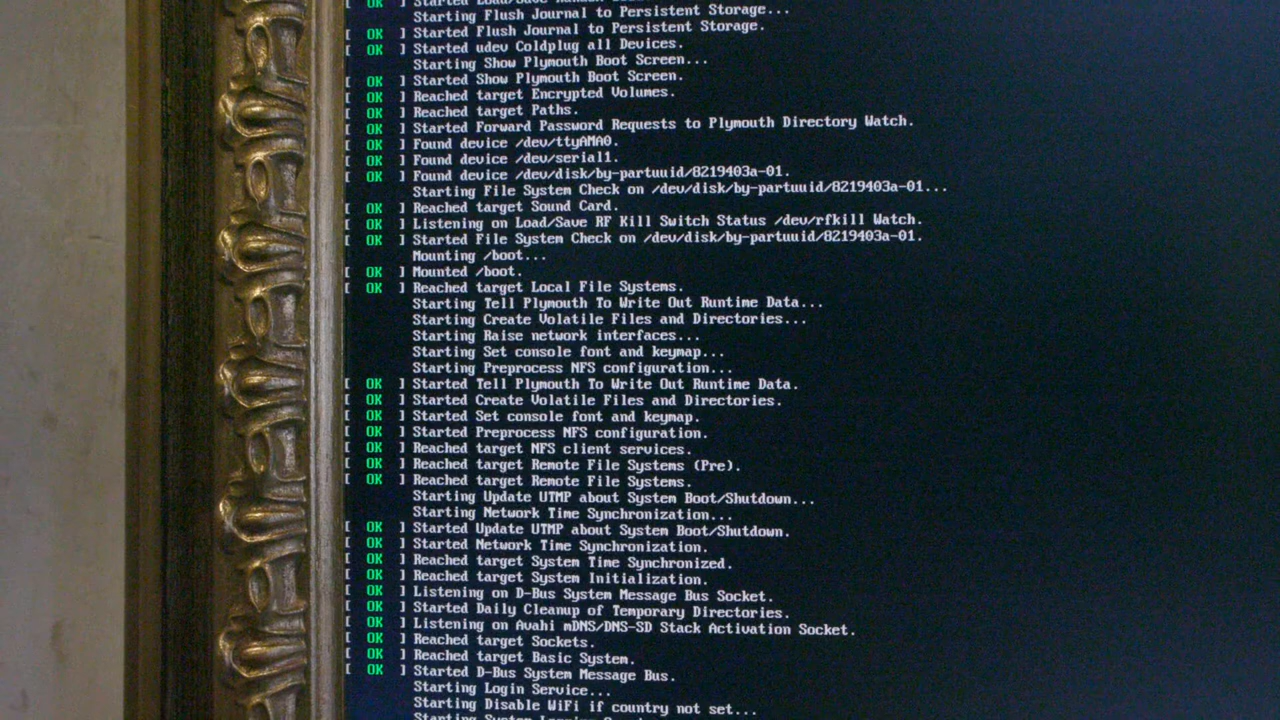 [ OK ] Started Load/Save
Starting Flush Journal to Persistent Storage...
[ OK ] Started Flush Journal to Persistent Storage.
[ OK ] Started udev Coldplug all Devices.
Starting Show Plymouth Boot Screen...
[ OK ] Started Show Plymouth Boot Screen.
[ OK ] Reached target Encrypted Volumes.
[ OK ] Reached target Paths.
[ OK ] Started Forward Password Requests to Plymouth Directory Watch.
[ OK ] Found device /dev/ttyAMA0.
[ OK ] Found device /dev/serial1.
[ OK ] Found device /dev/disk/by-partuuid/8219403a-01.
Starting File System Check on /dev/disk/by-partuuid/8219403a-01...
[ OK ] Reached target Sound Card.
[ OK ] Listening on Load/Save RF Kill Switch Status /dev/rfkill Watch.
[ OK ] Started File System Check on /dev/disk/by-partuuid/8219403a-01.
Mounting /boot...
[ OK ] Mounted /boot.
[ OK ] Reached target Local File Systems.
Starting Tell Plymouth To Write Out Runtime Data...
Starting Create Volatile Files and Directories...
Starting Raise network interfaces...
Starting Set console font and keymap...
Starting Preprocess NFS configuration...
[ OK ] Started Tell Plymouth To Write Out Runtime Data.
[ OK ] Started Create Volatile Files and Directories.
[ OK ] Started Set console font and keymap.
[ OK ] Started Preprocess NFS configuration.
[ OK ] Reached target NFS client services.
[ OK ] Reached target Remote File Systems (Pre).
[ OK ] Reached target Remote File Systems.
Starting Update UTMP about System Boot/Shutdown...
Starting Network Time Synchronization...
[ OK ] Started Update UTMP about System Boot/Shutdown.
[ OK ] Started Network Time Synchronization.
[ OK ] Reached target System Time Synchronized.
[ OK ] Reached target System Initialization.
[ OK ] Listening on D-Bus System Message Bus Socket.
[ OK ] Started Daily Cleanup of Temporary Directories.
[ OK ] Listening on Avahi mDNS/DNS-SD Stack Activation Socket.
[ OK ] Reached target Sockets.
[ OK ] Reached target Basic System.
[ OK ] Started D-Bus System Message Bus.
Starting Login Service...
Starting Disable WiFi if country not set...
Starting System